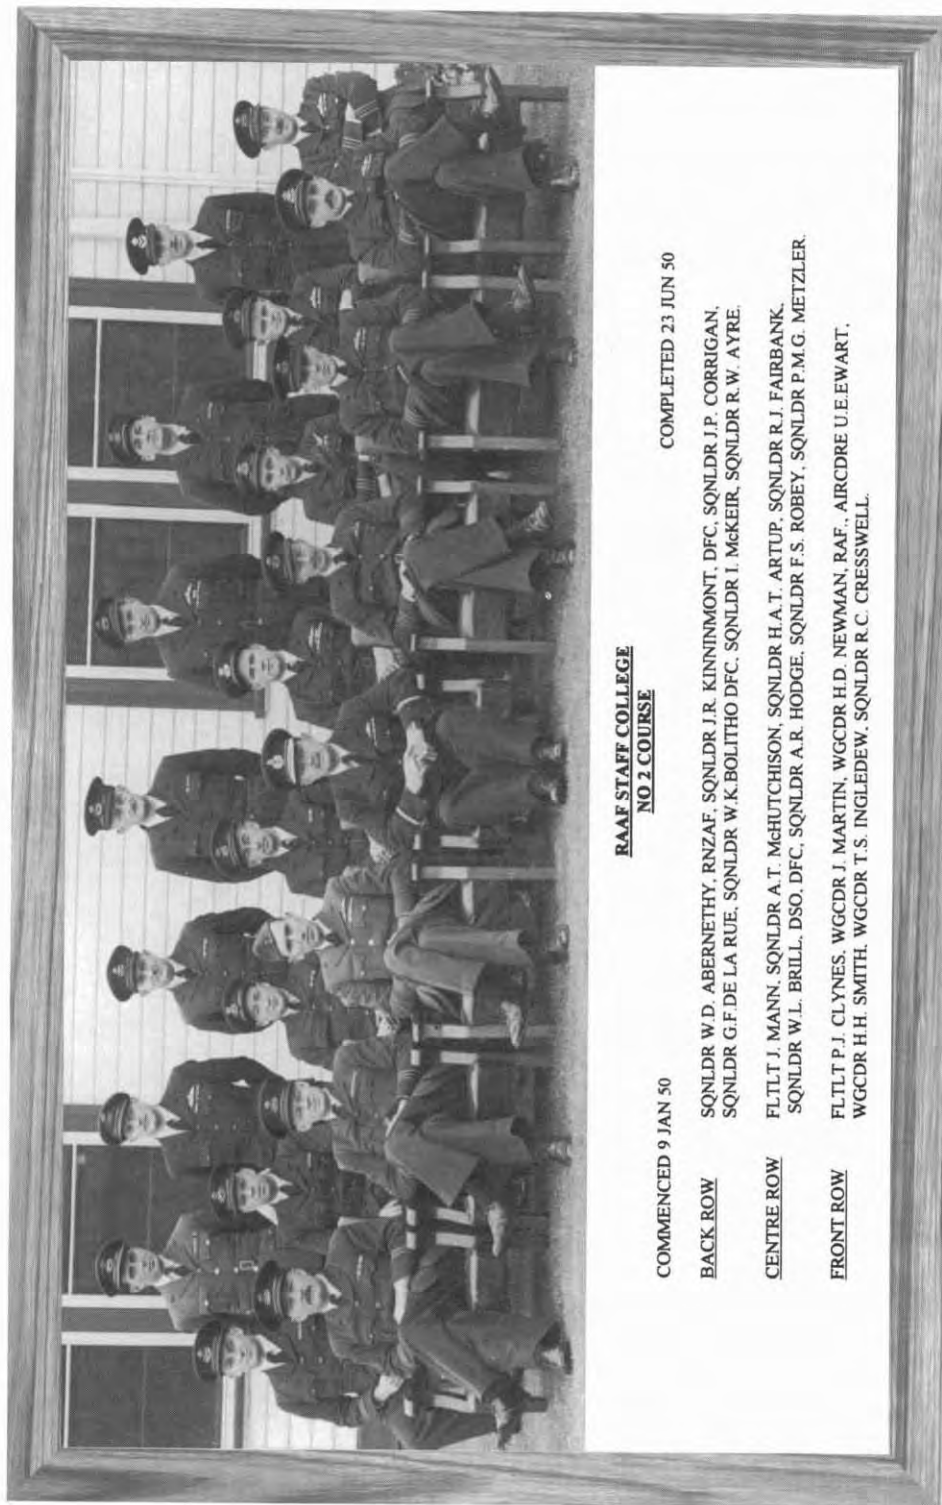 RAAF STAFF COLLEGE
NO 2 COURSE
COMMENCED 9 JAN 50 COMPLETED 23 JUN 50
BACK ROW SQNLDR W.D. ABERNETHY, RNZAF, SQNLDR J.R. KINNINMONT, DFC, SQNLDR J.P. CORRIGAN,
SQNLDR G.F.DE LA RUE, SQNLDR W.K.BOLITHO DFC, SQNLDR I. McKEIR, SQNLDR R.W. AYRE.
CENTRE ROW FLTLT J. MANN, SQNLDR A.T. McHUTCHISON, SQNLDR H.A.T. ARTUP, SQNLDR R.J. FAIRBANK,
SQNLDR W.L. BRILL, DSO, DFC, SQNLDR A.R. HODGE, SQNLDR F.S. ROBEY, SQNLDR P.M.G. METZLER.
FRONT ROW FLTLT P.J. CLYNES, WGCDR J. MARTIN, WGCDR H.D. NEWMAN, RAF., AIRCDRE U.E.EWART,
WGCDR H.H. SMITH, WGCDR T.S. INGLEDEW, SQNLDR R.C. CRESSWELL.